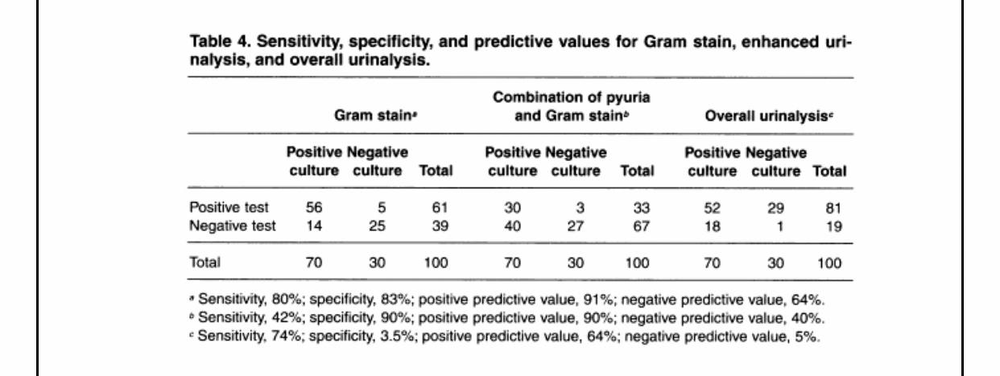 Table 4. Sensitivity, specificity, and predictive values for Gram stain, enhanced uri-
nalysis, and overall urinalysis.
Combination of pyuria
Gram stainᵃ and Gram stainᵇ Overall urinalysisᶜ
Positive Negative Positive Negative Positive Negative
culture culture Total culture culture Total culture culture Total
Positive test 56 5 61 30 3 33 52 29 81
Negative test 14 25 39 40 27 67 18 1 19
Total 70 30 100 70 30 100 70 30 100
ᵃ Sensitivity, 80%; specificity, 83%; positive predictive value, 91%; negative predictive value, 64%.
ᵇ Sensitivity, 42%; specificity, 90%; positive predictive value, 90%; negative predictive value, 40%.
ᶜ Sensitivity, 74%; specificity, 3.5%; positive predictive value, 64%; negative predictive value, 5%.